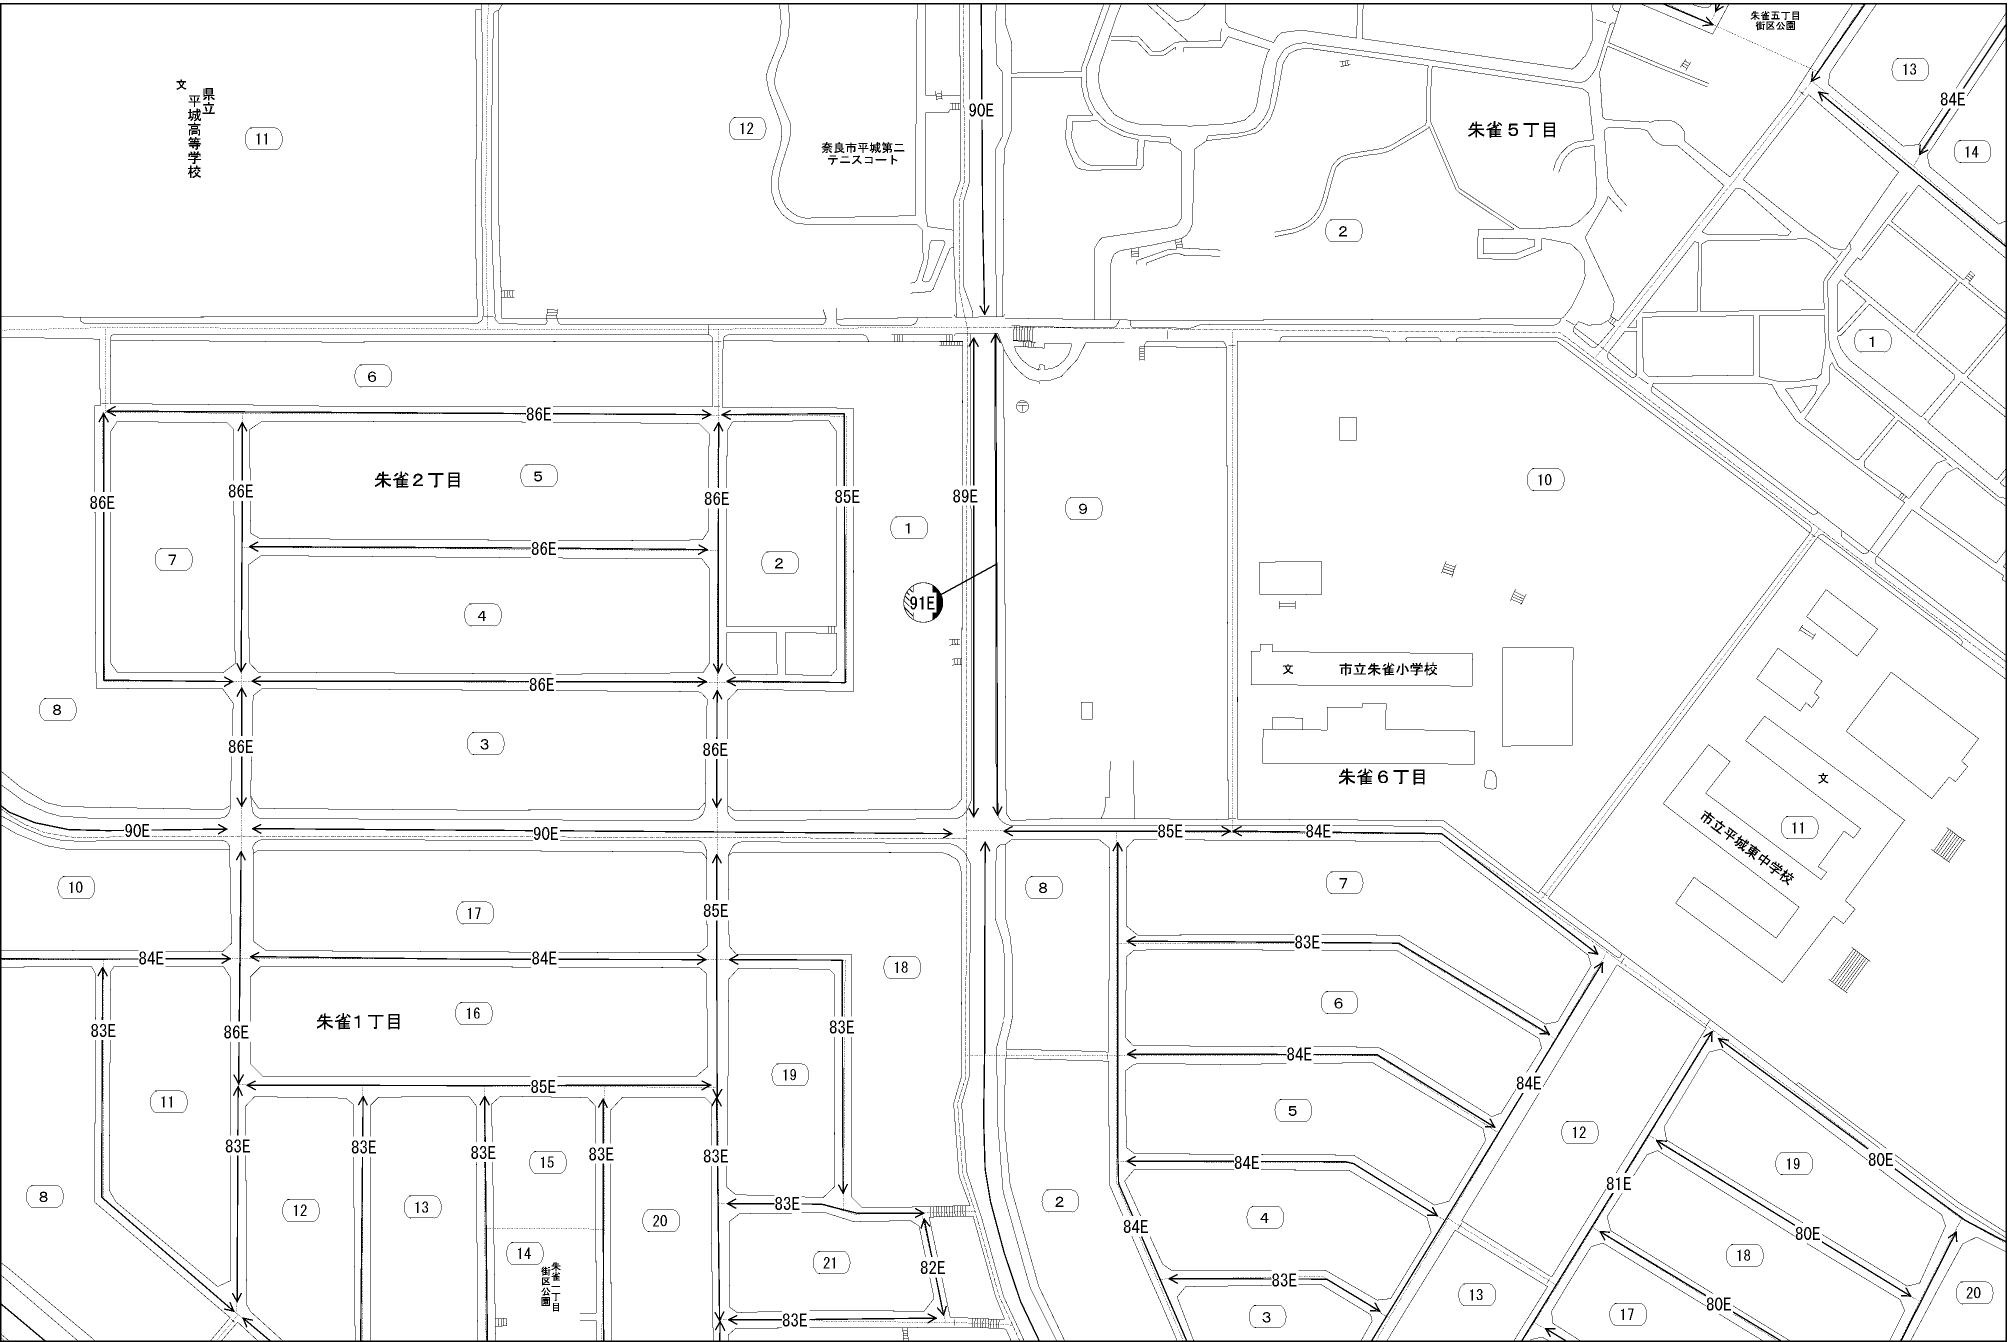 朱雀五丁目
街区公園
13
84E
14
文
県立
平城高等学校
11
12
奈良市平城第二
テニスコート
90E
朱雀５丁目
2
1
6
86E
86E
86E
朱雀２丁目
5
86E
85E
89E
1
9
10
7
86E
2
4
91E
86E
文
市立朱雀小学校
8
86E
3
86E
朱雀６丁目
文
11
市立平城東中学校
90E
90E
85E
84E
10
17
85E
8
7
84E
84E
18
83E
83E
86E
朱雀１丁目
16
83E
6
84E
84E
85E
19
11
5
12
83E
83E
83E
15
83E
83E
84E
19
80E
81E
8
12
13
20
83E
2
84E
4
80E
18
14
朱雀一丁目
街区公園
21
82E
83E
13
20
83E
3
17
80E